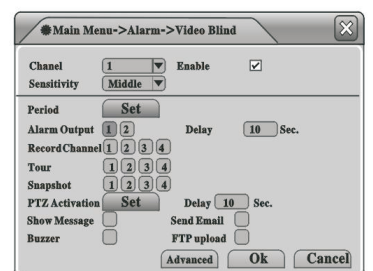 Main Menu->Alarm->Video Blind
Chanel 1 Enable
Sensitivity Middle
Period Set
Alarm Output 1 2 Delay 10 Sec.
RecordChannel 1 2 3 4
Tour 1 2 3 4
Snapshot 1 2 3 4
PTZ Activation Set Delay 10 Sec.
Show Message Send Email
Buzzer FTP upload
Advanced Ok Cancel